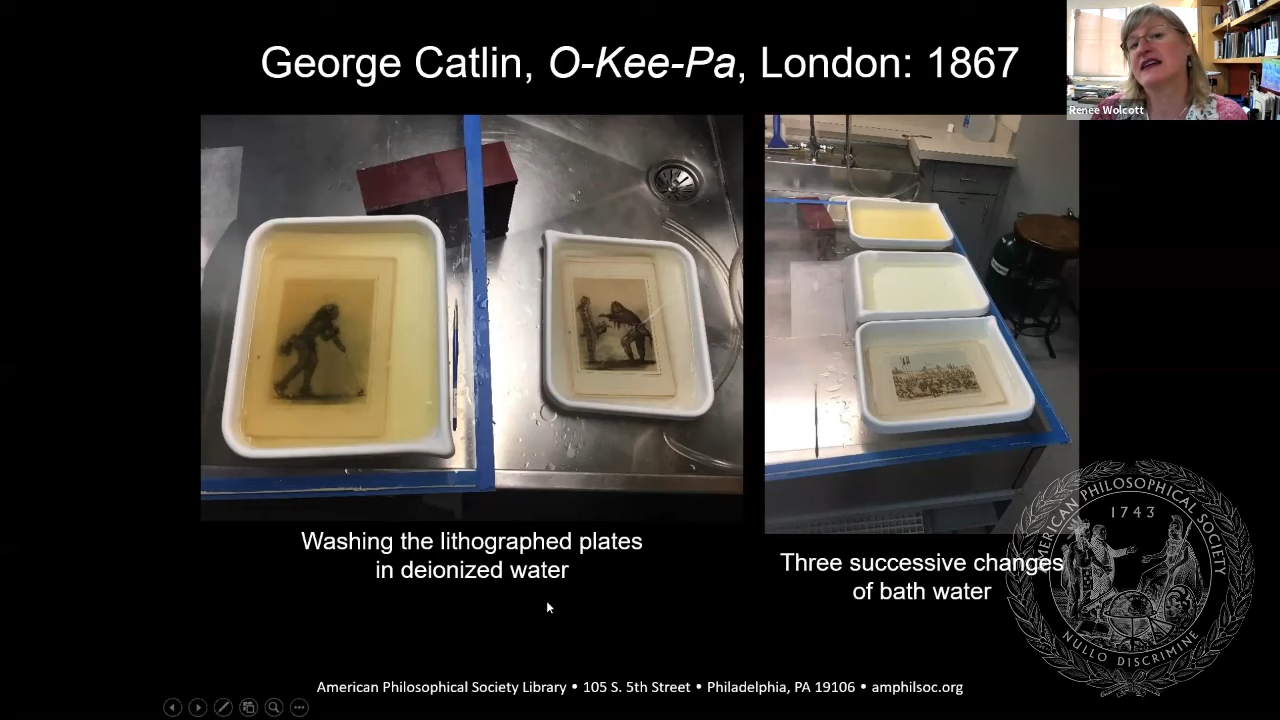 George Catlin, O-Kee-Pa, London: 1867
Renee Wolcott
Washing the lithographed plates
in deionized water
Three successive changes
of bath water
AMERICAN PHILOSOPHICAL SOCIETY
1743
NULLO DISCRIMINE
American Philosophical Society Library • 105 S. 5th Street • Philadelphia, PA 19106 • amphilsoc.org